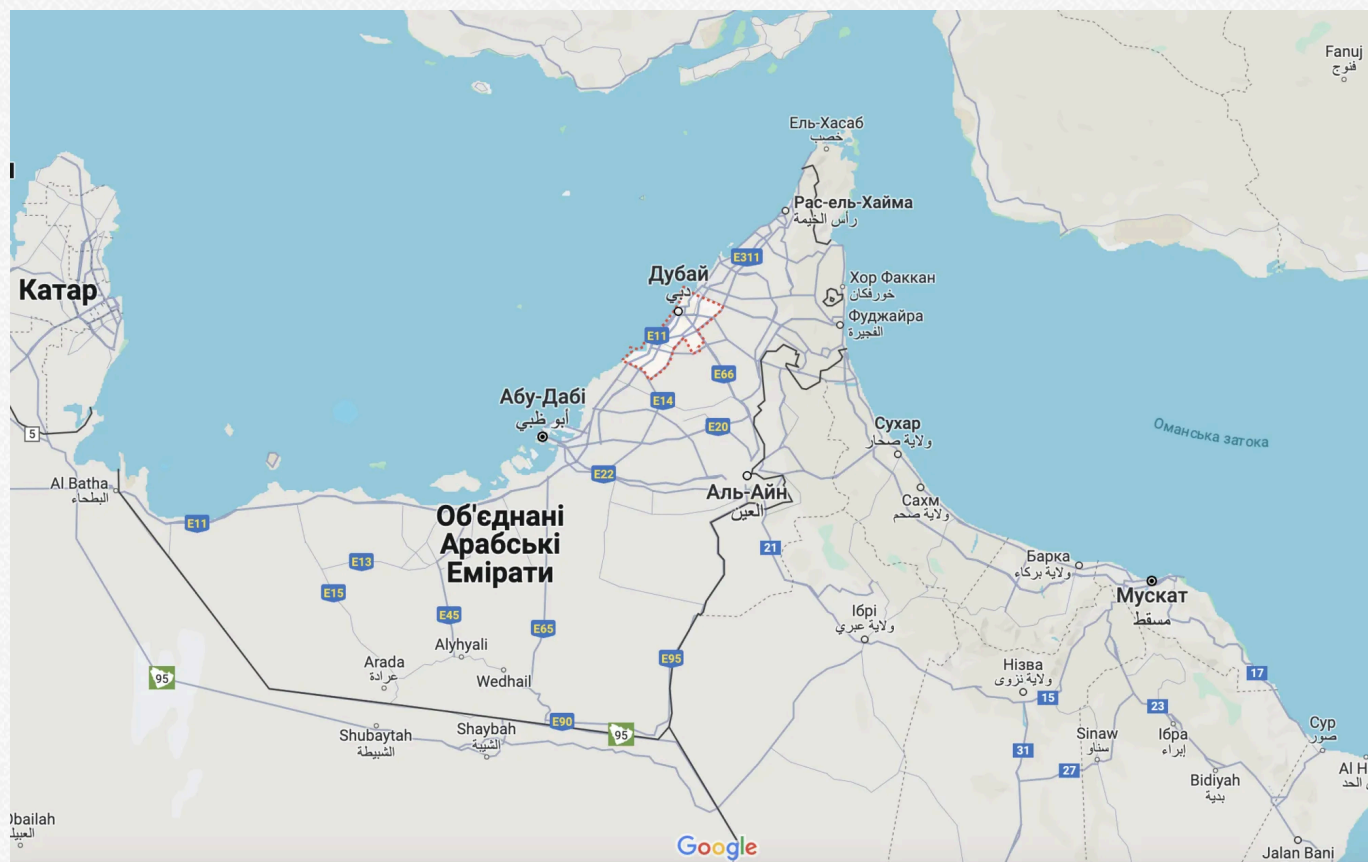 Fanuj
فنوج
Ель-Хасаб
خصب
Рас-ель-Хайма
رأس الخيمة
E311
Дубай
دبي
Хор Факкан
خورفكان
Катар
Фуджайра
الفجيرة
E11
E66
Абу-Дабі
أبو ظبي
E14
E20
Сухар
ولاية صحار
Оманська затока
5
E22
Al Batha
البطحاء
Аль-Айн
العين
Сахм
ولاية صحم
E11
Об'єднані
Арабські
Емірати
21
Барка
ولاية بركاء
E13
E15
Мускат
مسقط
E45
E65
Ібрі
ولاية عبري
Alyhyali
E95
Arada
عرادة
Wedhail
95
Нізва
ولاية نزوى
15
17
23
E90
95
Shubaytah
الشبيطة
Shaybah
الشيبة
Sinaw
سناو
Ібра
إبراء
Сур
صور
31
27
Bidiyah
بدية
Al H
الحد
Obailah
العبيل
Google
Jalan Bani